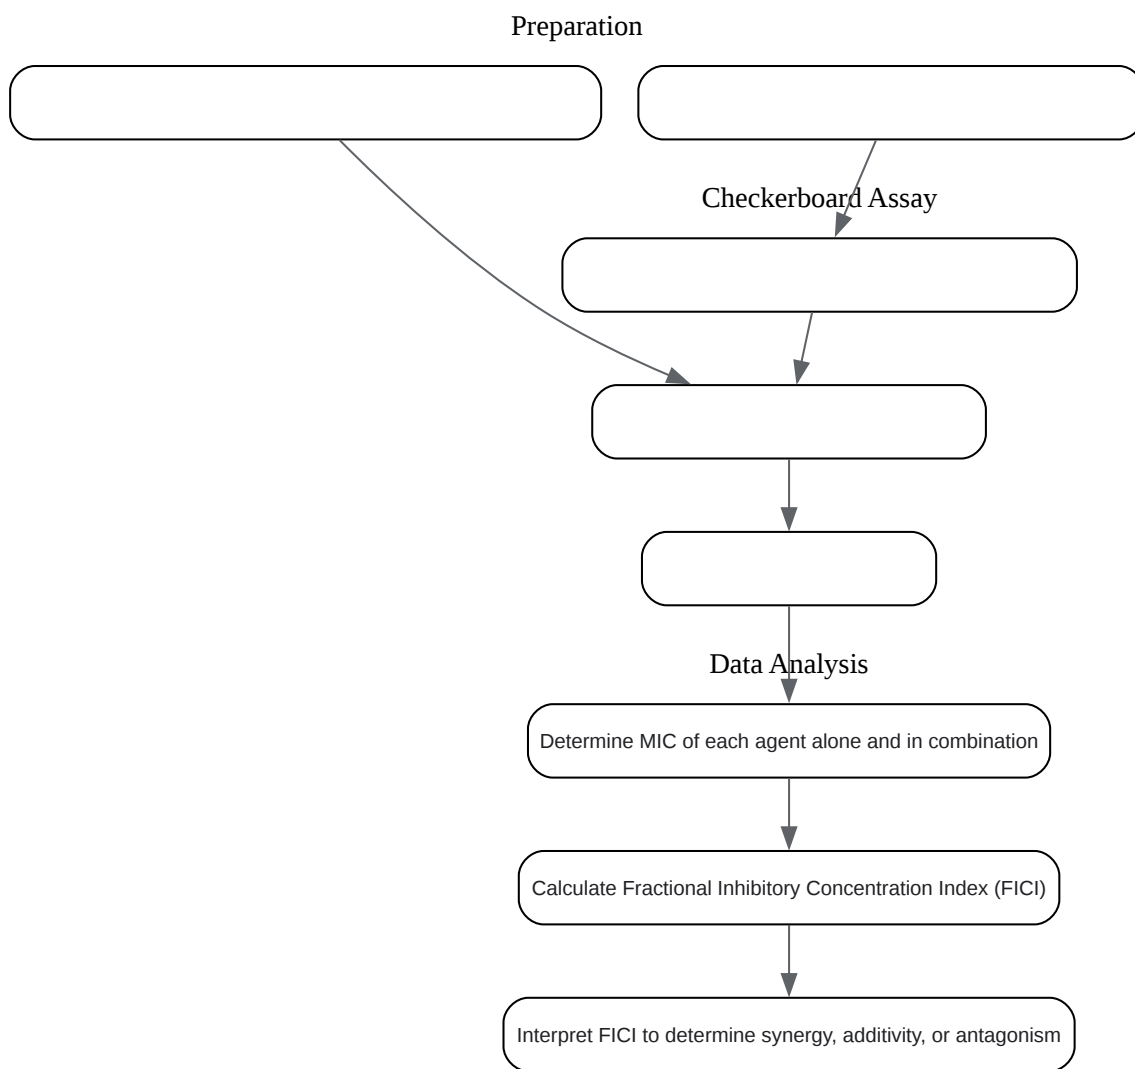 Preparation
Checkerboard Assay
Data Analysis
Determine MIC of each agent alone and in combination
Calculate Fractional Inhibitory Concentration Index (FICI)
Interpret FICI to determine synergy, additivity, or antagonism